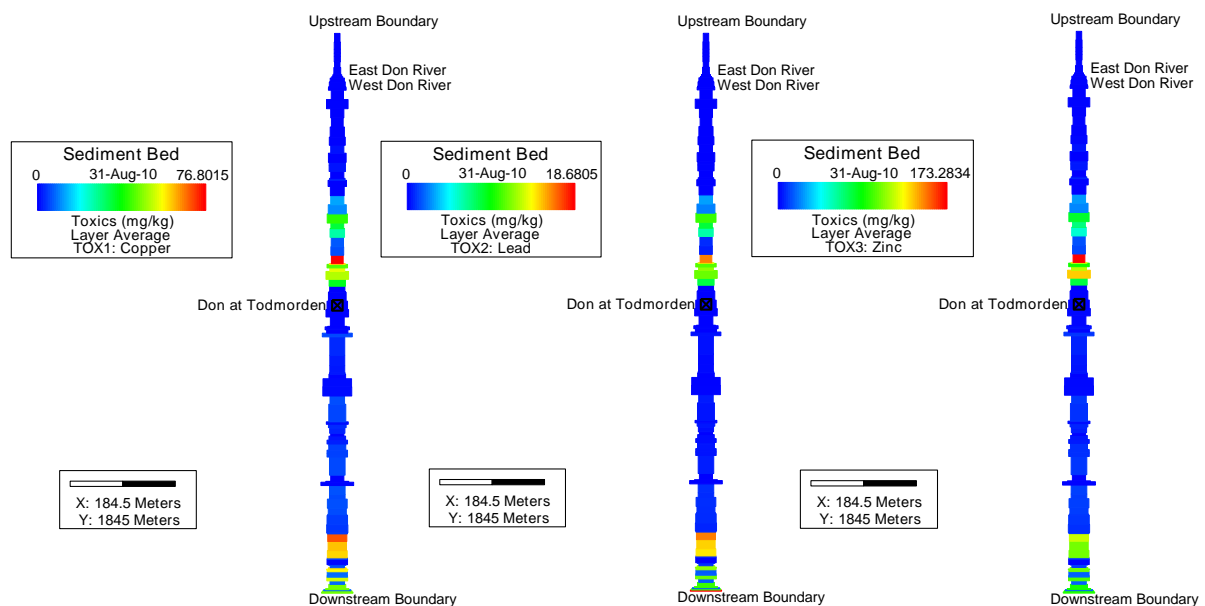 Upstream Boundary
East Don River
West Don River
Sediment Bed
0 31-Aug-10 76.8015
Toxics (mg/kg)
Layer Average
TOX1: Copper
Don at Todmorden
X: 184.5 Meters
Y: 1845 Meters
Downstream Boundary
Upstream Boundary
East Don River
West Don River
Sediment Bed
0 31-Aug-10 18.6805
Toxics (mg/kg)
Layer Average
TOX2: Lead
Don at Todmorden
X: 184.5 Meters
Y: 1845 Meters
Downstream Boundary
Upstream Boundary
East Don River
West Don River
Sediment Bed
0 31-Aug-10 173.2834
Toxics (mg/kg)
Layer Average
TOX3: Zinc
Don at Todmorden
X: 184.5 Meters
Y: 1845 Meters
Downstream Boundary